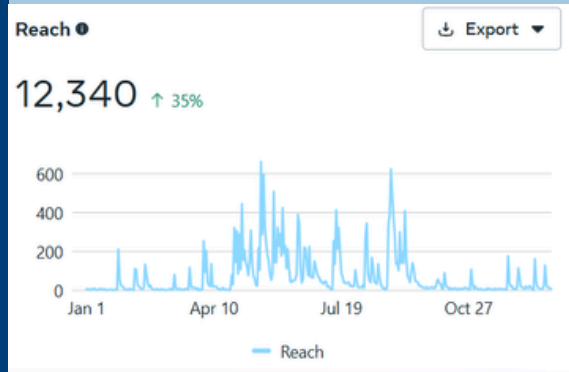 Reach
Export
12,340 ↑ 35%
600
400
200
0
Jan 1 Apr 10 Jul 19 Oct 27
Reach